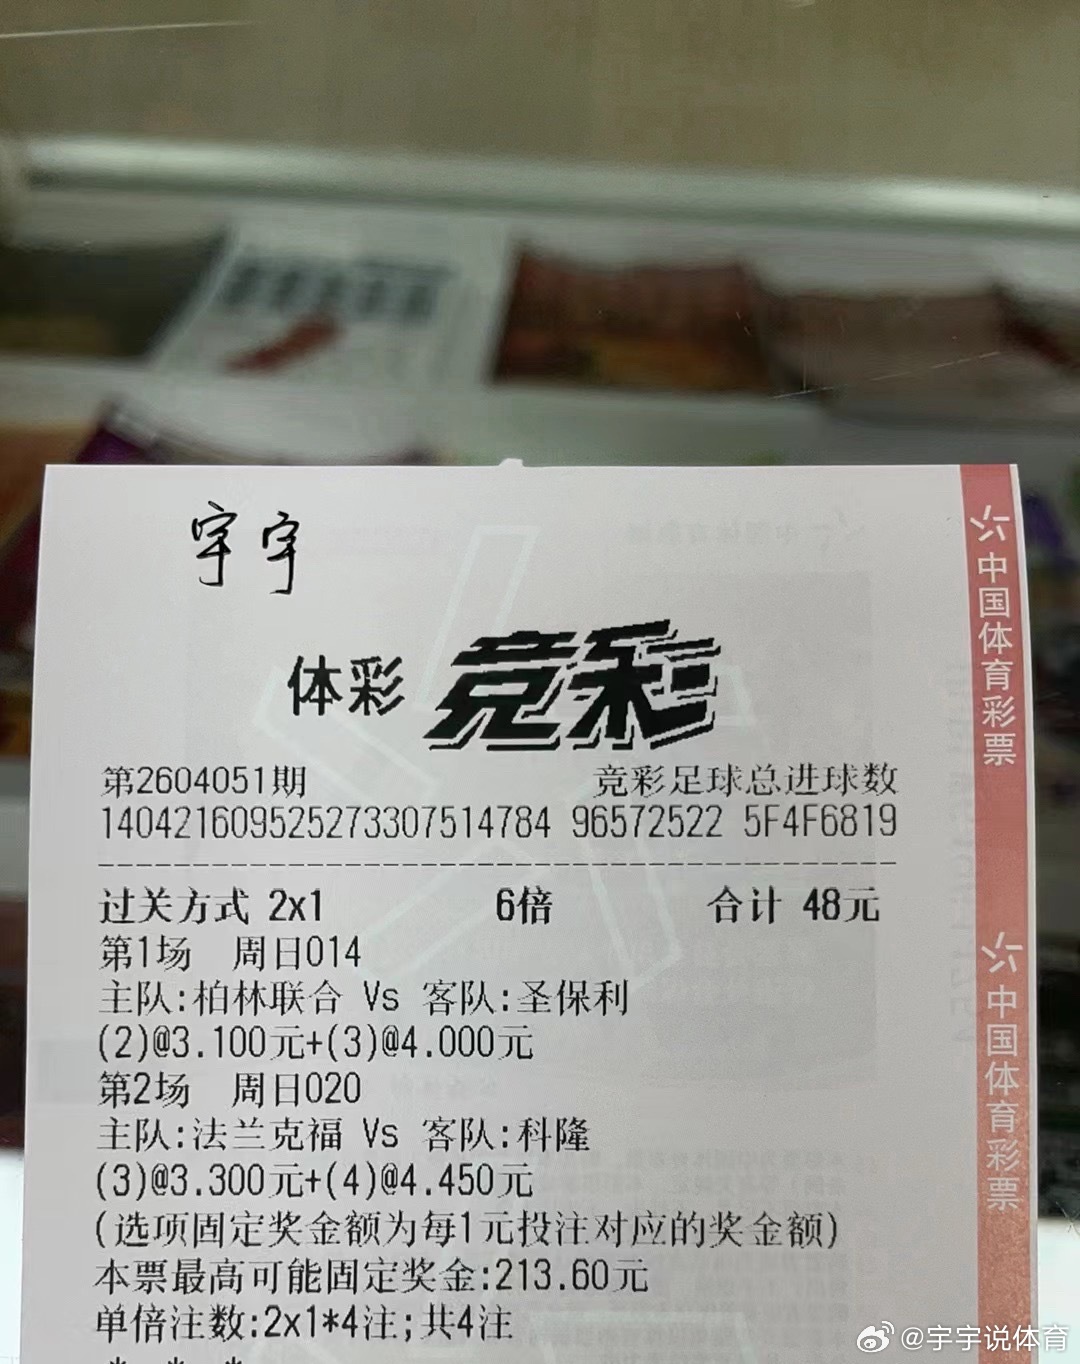 宇宇
体彩 竞彩
第2604051期 竞彩足球总进球数
140421609525273307514784 96572522 5F4F6819
过关方式 2x1 6倍 合计 48元
第1场 周日014
主队:柏林联合 Vs 客队:圣保利
(2)@3.100元+(3)@4.000元
第2场 周日020
主队:法兰克福 Vs 客队:科隆
(3)@3.300元+(4)@4.450元
(选项固定奖金额为每1元投注对应的奖金额)
本票最高可能固定奖金:213.60元
单倍注数:2x1*4注;共4注
中国体育彩票
中国体育彩票
@宇宇说体育